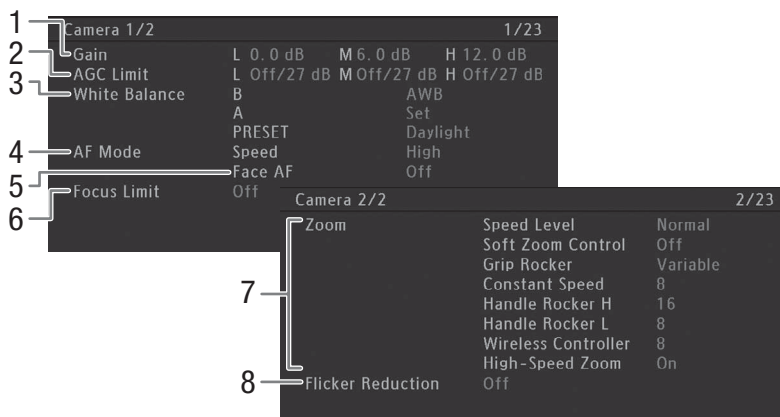 Camera 1/2 1/23
1 Gain L 0.0 dB M 6.0 dB H 12.0 dB
2 AGC Limit L Off/27 dB M Off/27 dB H Off/27 dB
3 White Balance B AWB
A Set
PRESET Daylight
4 AF Mode Speed High
5 Face AF Off
6 Focus Limit Off
Camera 2/2 2/23
7 Zoom Speed Level Normal
Soft Zoom Control Off
Grip Rocker Variable
Constant Speed 8
Handle Rocker H 16
Handle Rocker L 8
Wireless Controller 8
High-Speed Zoom On
8 Flicker Reduction Off